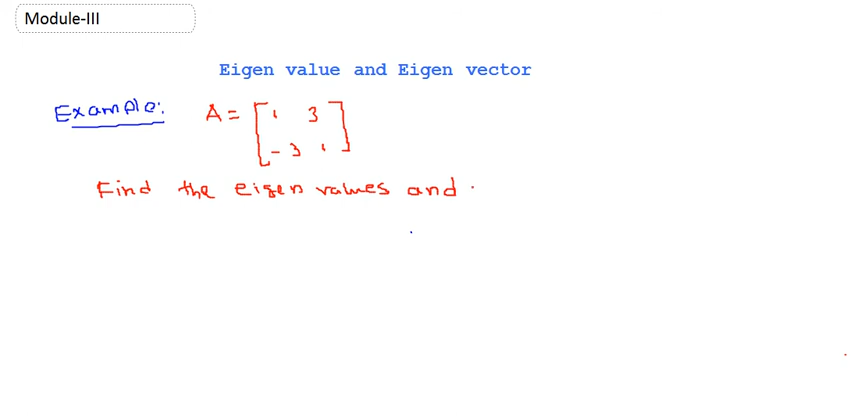 Module-III
Eigen value and Eigen vector
Example: A = [ 1 3
- 3 1 ]
Find the eigen values and